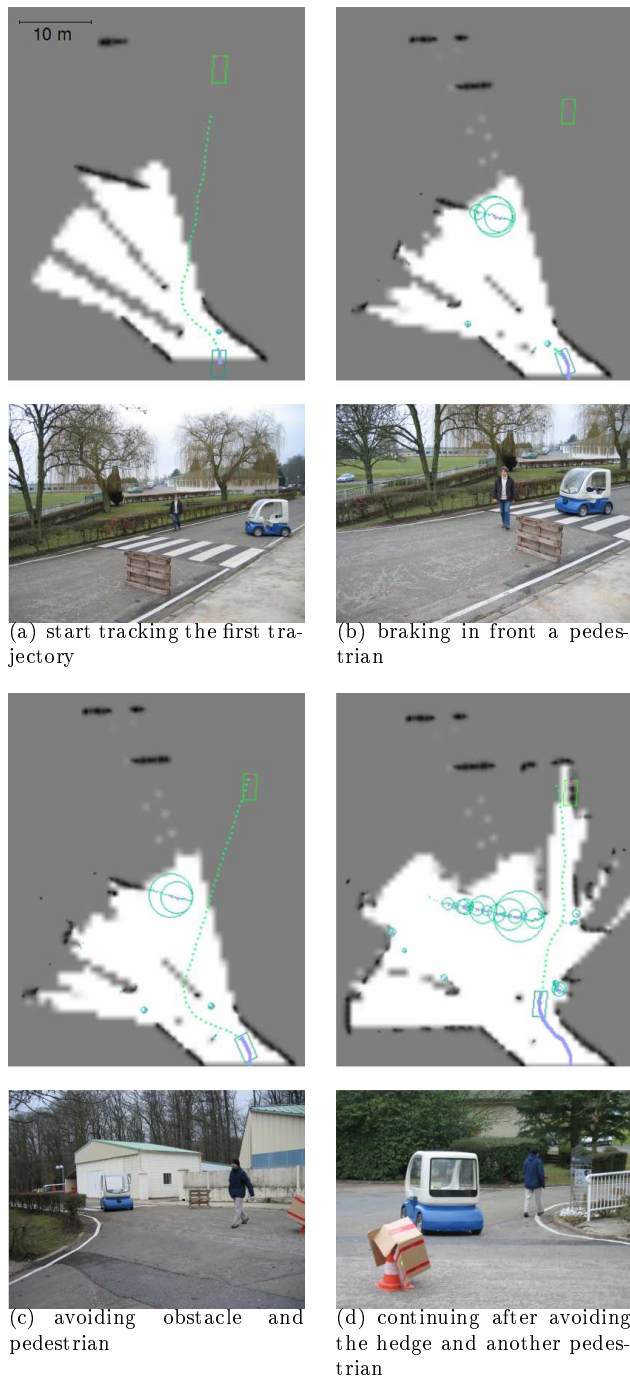 10 m
(a) start tracking the first tra-
jectory
(b) braking in front a pedes-
trian
(c) avoiding obstacle and
pedestrian
(d) continuing after avoiding
the hedge and another pedes-
trian